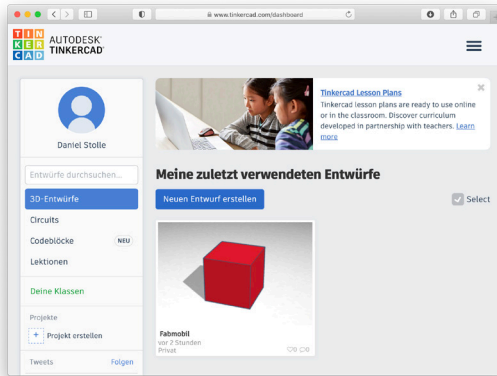 www.tinkercad.com/dashboard
TIN
KER
CAD
AUTODESK®
TINKERCAD®
Daniel Stolle
Entwürfe durchsuchen...
3D-Entwürfe
Circuits
Codeblöcke NEU
Lektionen
Deine Klassen
Projekte
+ Projekt erstellen
Tweets Folgen
Tinkercad Lesson Plans
Tinkercad lesson plans are ready to use online
or in the classroom. Discover curriculum
developed in partnership with teachers. Learn
more
Meine zuletzt verwendeten Entwürfe
Neuen Entwurf erstellen
Select
Fabmobil
vor 2 Stunden
Privat
0 0